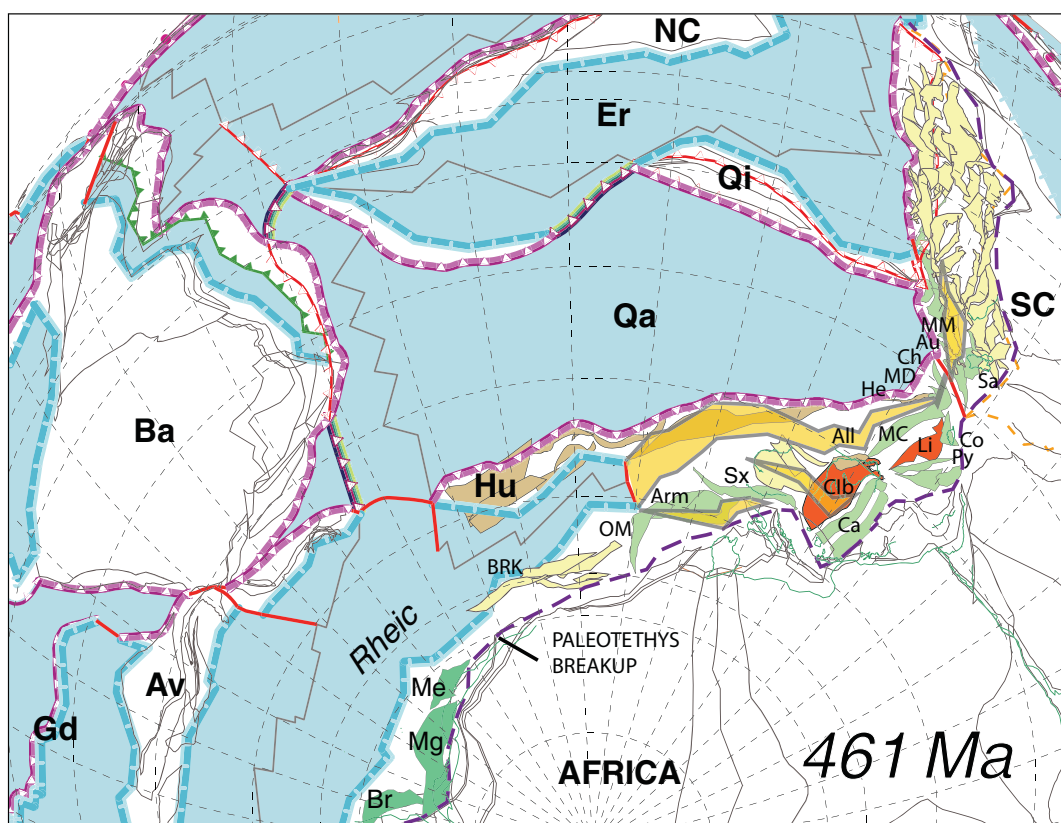 NC
Er
Qi
SC
Qa
MM
Au
Ch
MD
He
Sa
Ba
All
MC
Li
Co
Py
Hu
Sx
Clb
Arm
Ca
OM
BRK
Rheic
PALEOTETHYS
BREAKUP
Av
Me
Gd
Mg
AFRICA
461 Ma
Br